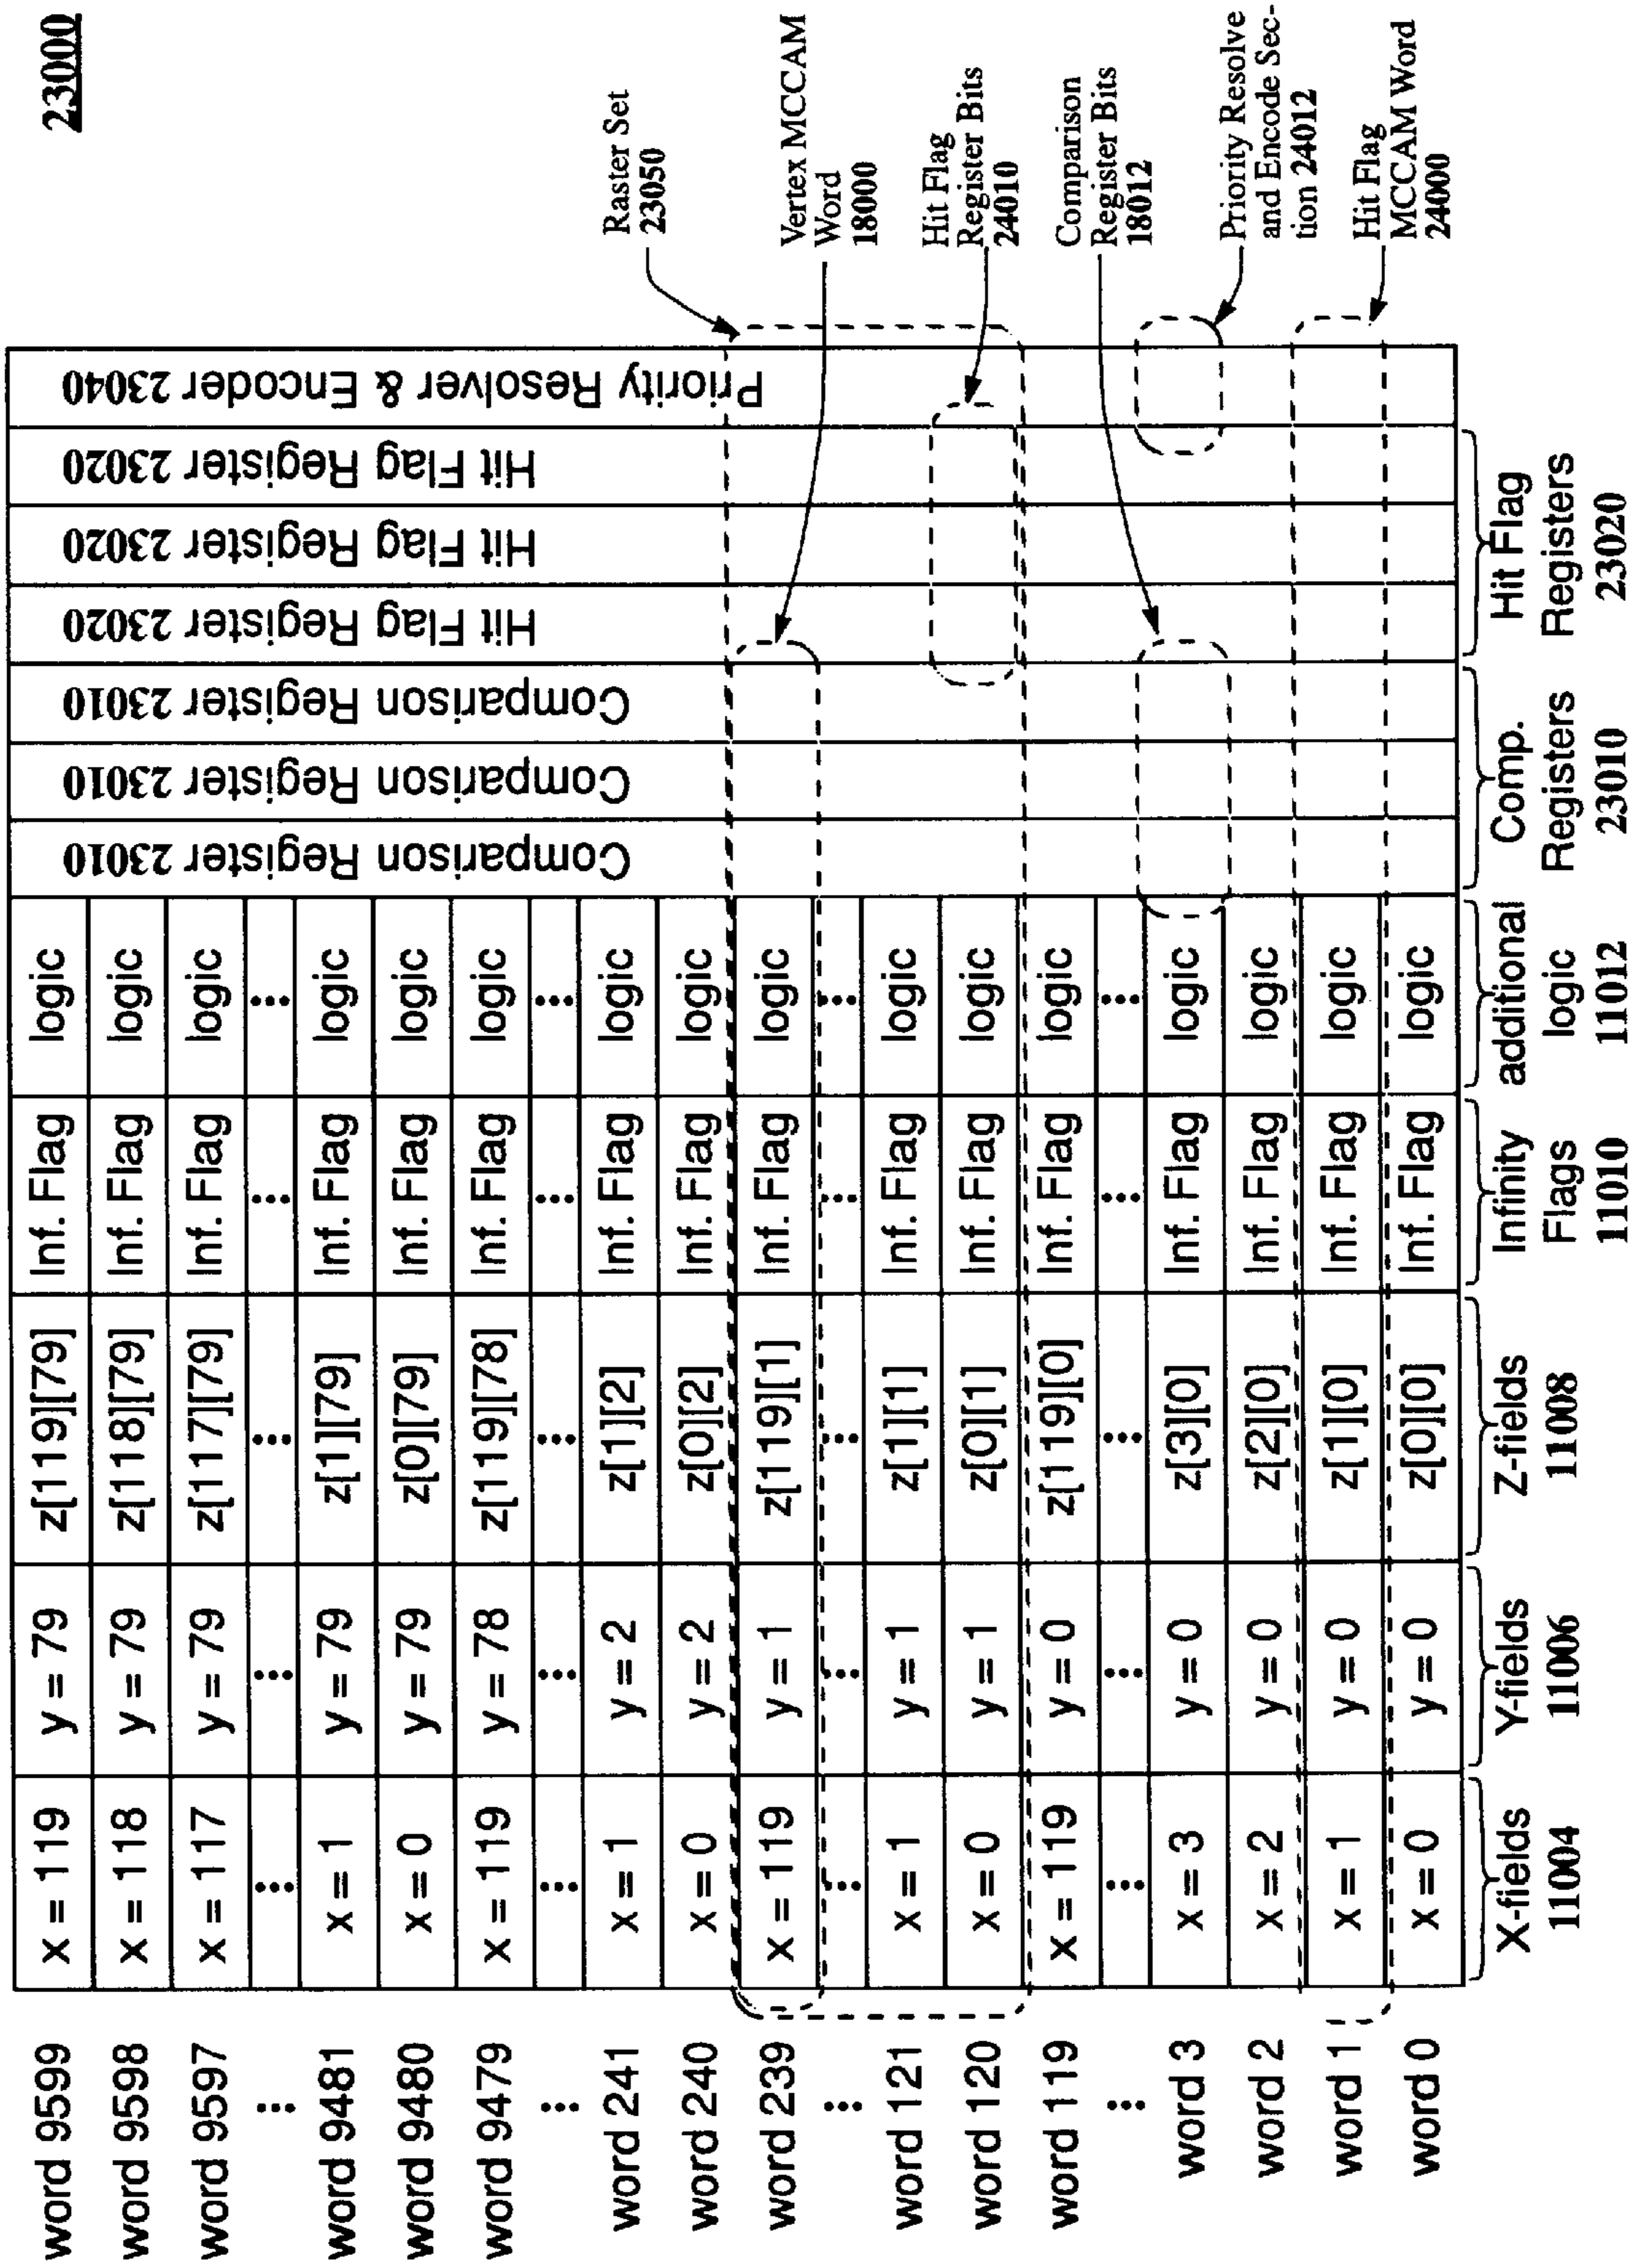 23000
word 9599 x = 119 y = 79 z[119][79] Inf. Flag logic
word 9598 x = 118 y = 79 z[118][79] Inf. Flag logic
word 9597 x = 117 y = 79 z[117][79] Inf. Flag logic
... ... ... ... ... ...
word 9481 x = 1 y = 79 z[1][79] Inf. Flag logic
word 9480 x = 0 y = 79 z[0][79] Inf. Flag logic
word 9479 x = 119 y = 78 z[119][78] Inf. Flag logic
... ... ... ... ... ...
word 241 x = 1 y = 2 z[1][2] Inf. Flag logic
word 240 x = 0 y = 2 z[0][2] Inf. Flag logic
word 239 x = 119 y = 1 z[119][1] Inf. Flag logic
... ... ... ... ... ...
word 121 x = 1 y = 1 z[1][1] Inf. Flag logic
word 120 x = 0 y = 1 z[0][1] Inf. Flag logic
word 119 x = 119 y = 0 z[119][0] Inf. Flag logic
... ... ... ... ... ...
word 3 x = 3 y = 0 z[3][0] Inf. Flag logic
word 2 x = 2 y = 0 z[2][0] Inf. Flag logic
word 1 x = 1 y = 0 z[1][0] Inf. Flag logic
word 0 x = 0 y = 0 z[0][0] Inf. Flag logic
Comparison Register 23010
Comparison Register 23010
Comparison Register 23010
Hit Flag Register 23020
Hit Flag Register 23020
Hit Flag Register 23020
Priority Resolver & Encoder 23040
X-fields
11004
Y-fields
11006
Z-fields
11008
Infinity
Flags
11010
additional
logic
11012
Comp.
Registers
23010
Hit Flag
Registers
23020
Raster Set
23050
Vertex MCCAM
Word
18000
Hit Flag
Register Bits
24010
Comparison
Register Bits
18012
Priority Resolve
and Encode Sec-
tion 24012
Hit Flag
MCCAM Word
24000